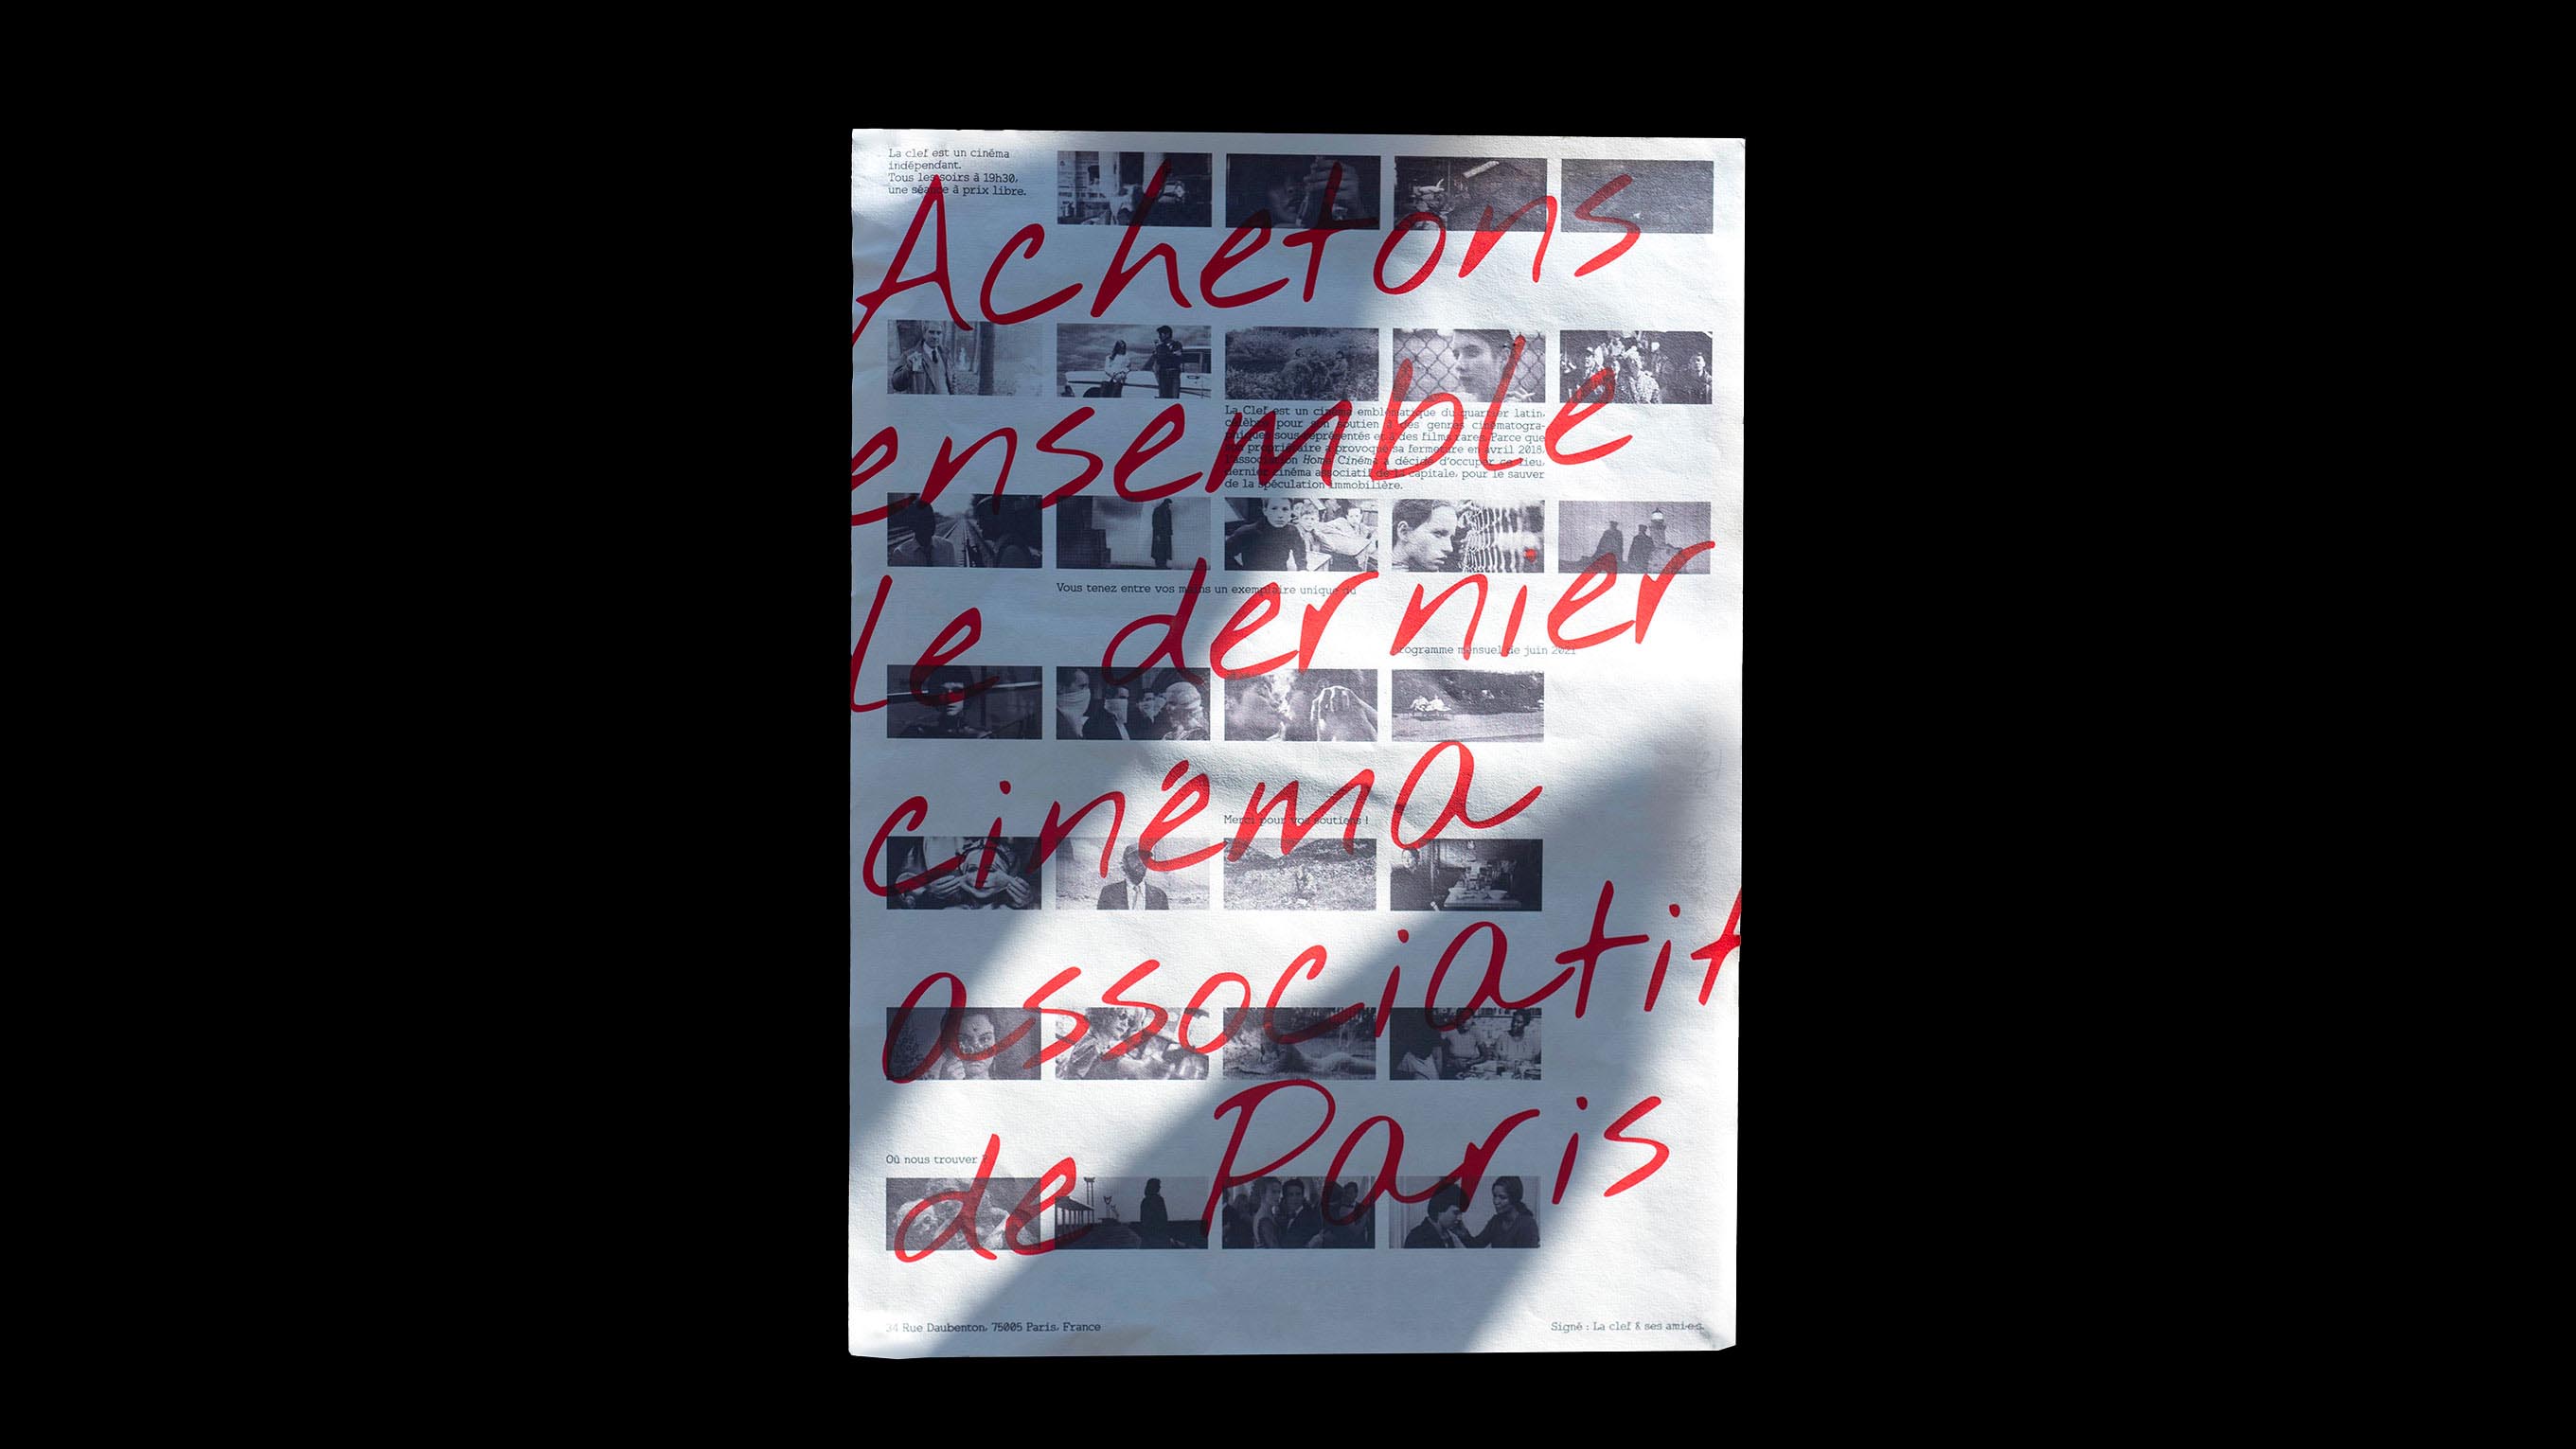 La clef est un cinéma
indépendant.
Tous les soirs à 19h30,
une séance à prix libre.
Achetons
ensemble
La Clef est un cinéma emblématique du quartier latin,
célèbre pour son soutien à des genres cinématogra-
phiques sous-représentés et à des films rares. Parce que
son propriétaire a provoqué sa fermeture en avril 2018,
l'association Home Cinéma a décidé d'occuper ce lieu,
dernier cinéma associatif de la capitale, pour le sauver
de la spéculation immobilière.
le dernier
Vous tenez entre vos mains un exemplaire unique du
programme mensuel de juin 2021
cinéma
Merci pour vos soutiens !
associatif
de Paris
Où nous trouver ?
34 Rue Daubenton, 75005 Paris, France
Signé : La clef & ses ami·e·s.